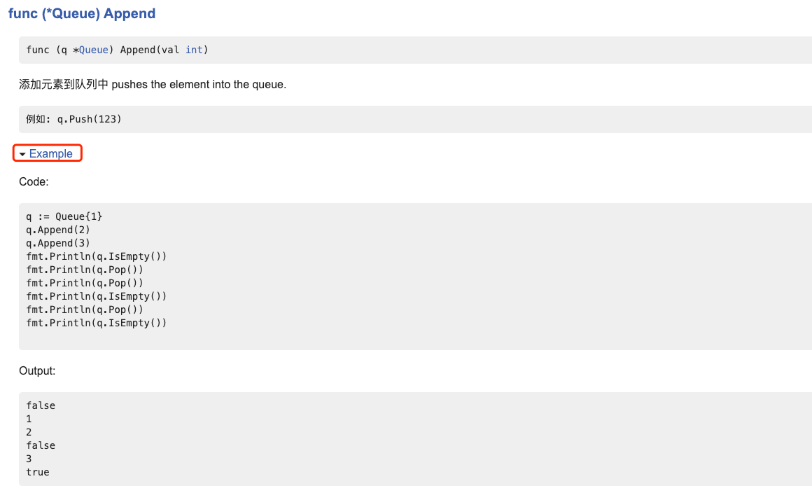 func (*Queue) Append
func (q *Queue) Append(val int)
添加元素到队列中 pushes the element into the queue.
例如: q.Push(123)
Example
Code:
q := Queue{1}
q.Append(2)
q.Append(3)
fmt.Println(q.IsEmpty())
fmt.Println(q.Pop())
fmt.Println(q.Pop())
fmt.Println(q.IsEmpty())
fmt.Println(q.Pop())
fmt.Println(q.IsEmpty())
Output:
false
1
2
false
3
true